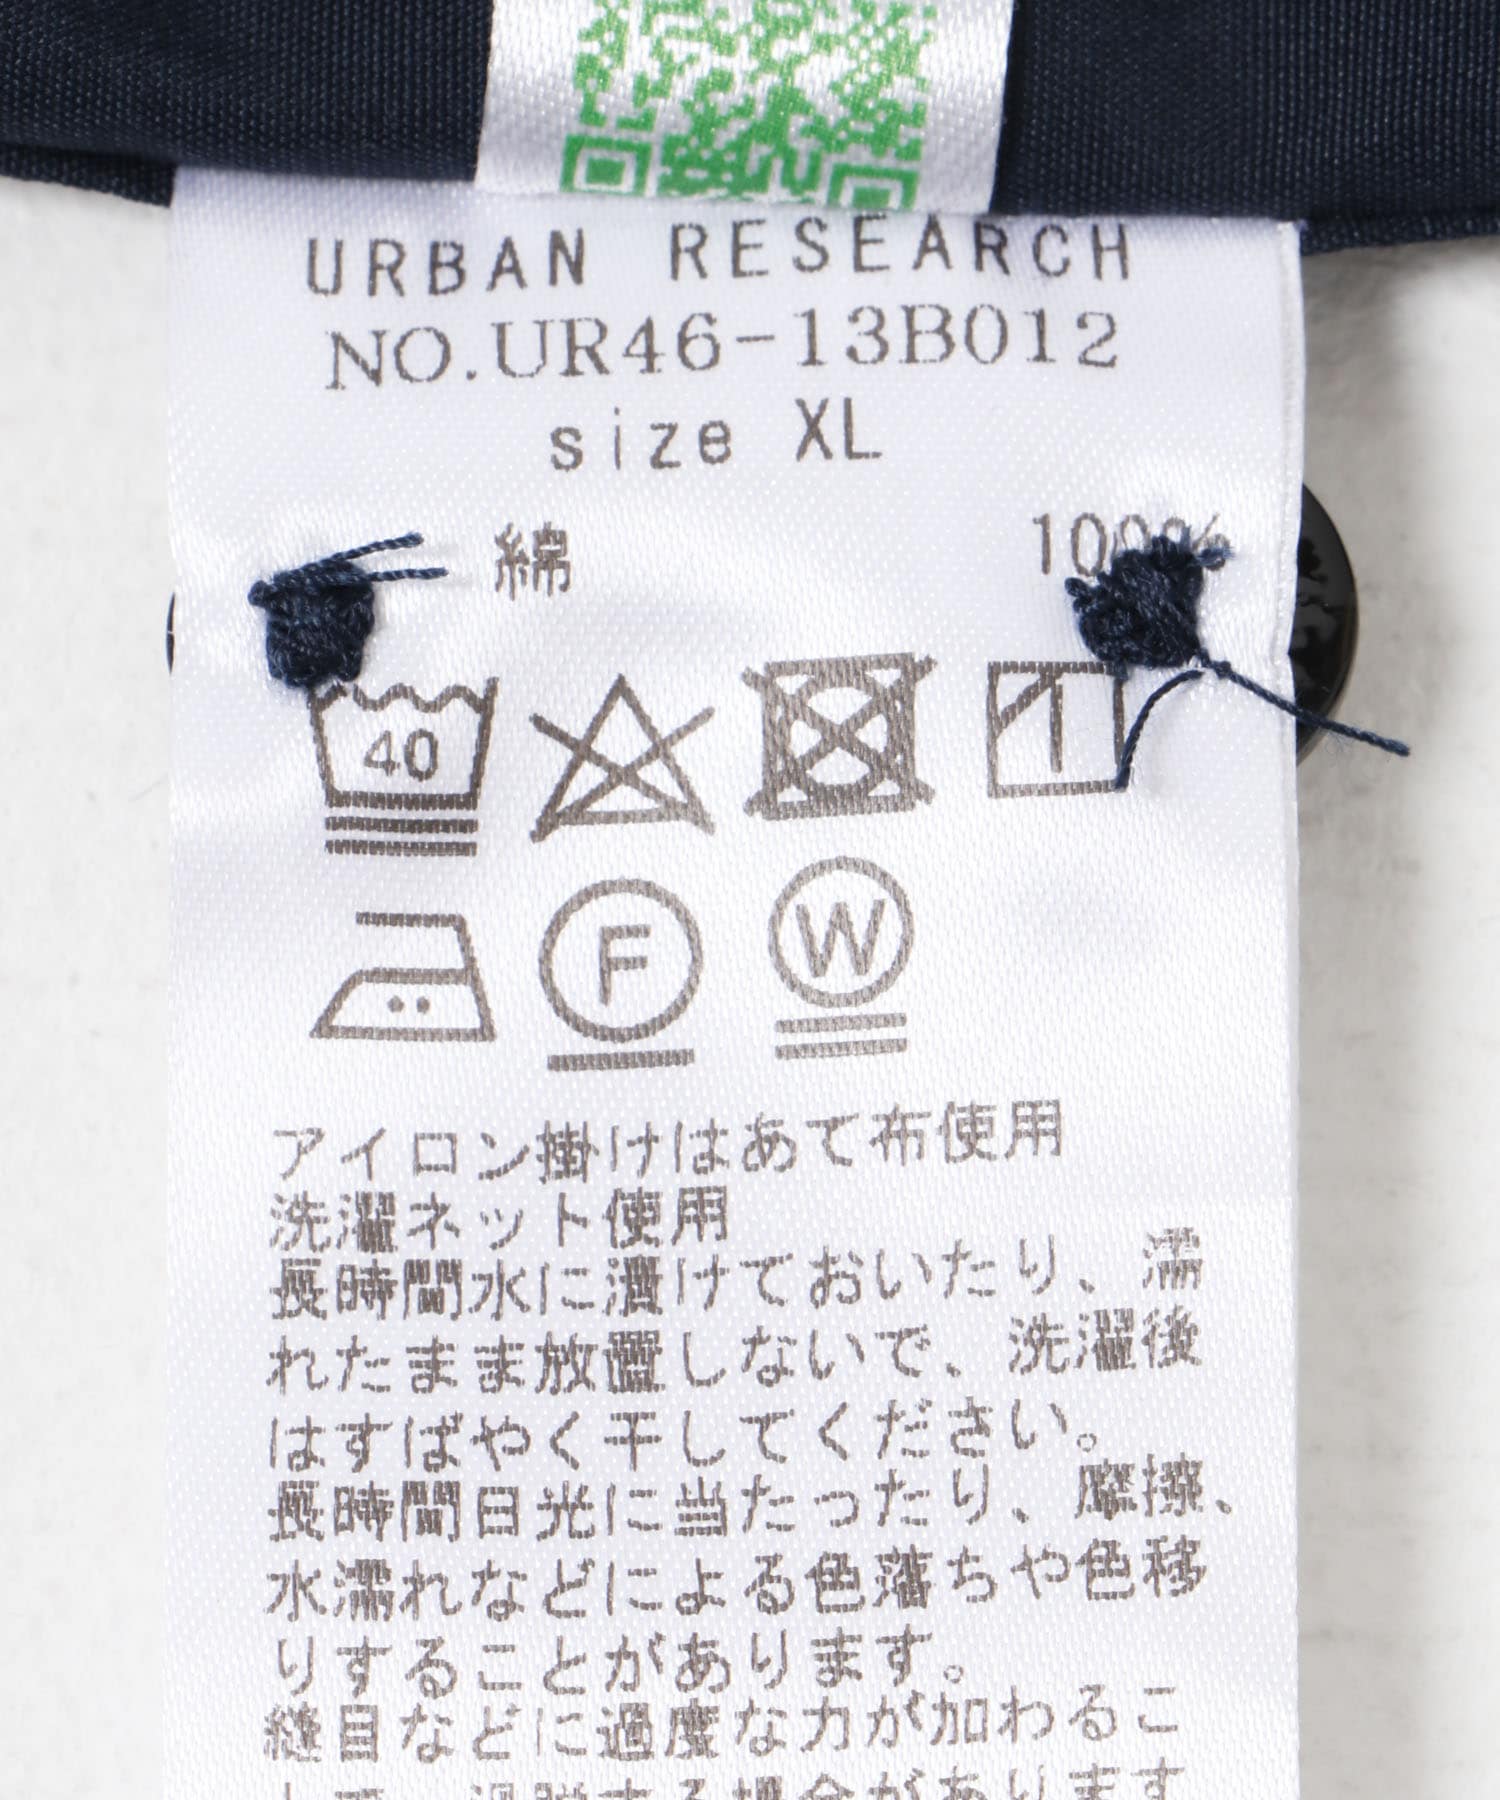 URBAN RESEARCH
NO.UR46-13B012
size XL
綿 100%
40
F W
アイロン掛けはあて布使用
洗濯ネット使用
長時間水に漬けておいたり、濡
れたまま放置しないで、洗濯後
はすばやく干してください。
長時間日光に当たったり、摩擦、
水濡れなどによる色落ちや色移
りすることがあります。
縫目などに過度な力が加わるこ